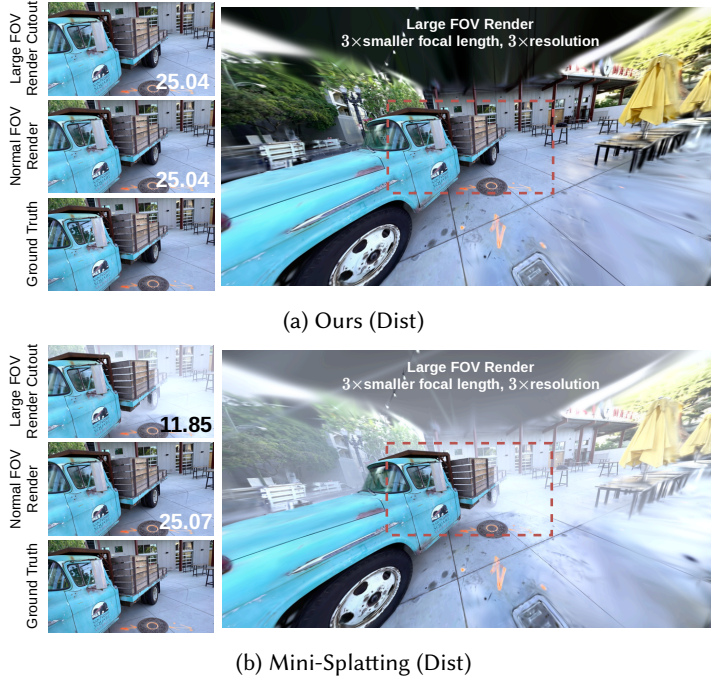 Large FOV
Render Cutout
25.04
Normal FOV
Render
25.04
Ground Truth
Large FOV Render
3×smaller focal length, 3×resolution
(a) Ours (Dist)
Large FOV
Render Cutout
11.85
Normal FOV
Render
25.07
Ground Truth
Large FOV Render
3×smaller focal length, 3×resolution
(b) Mini-Splatting (Dist)